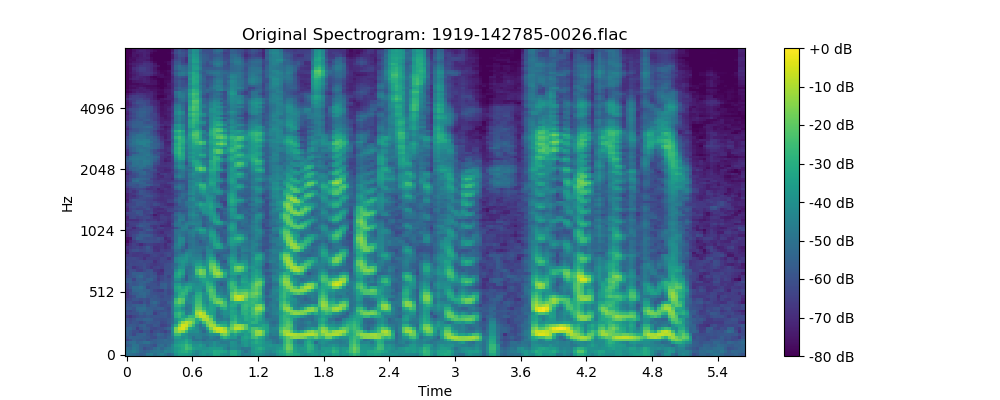 Original Spectrogram: 1919-142785-0026.flac
Hz
4096
2048
1024
512
0
0 0.6 1.2 1.8 2.4 3 3.6 4.2 4.8 5.4
Time
+0 dB
-10 dB
-20 dB
-30 dB
-40 dB
-50 dB
-60 dB
-70 dB
-80 dB